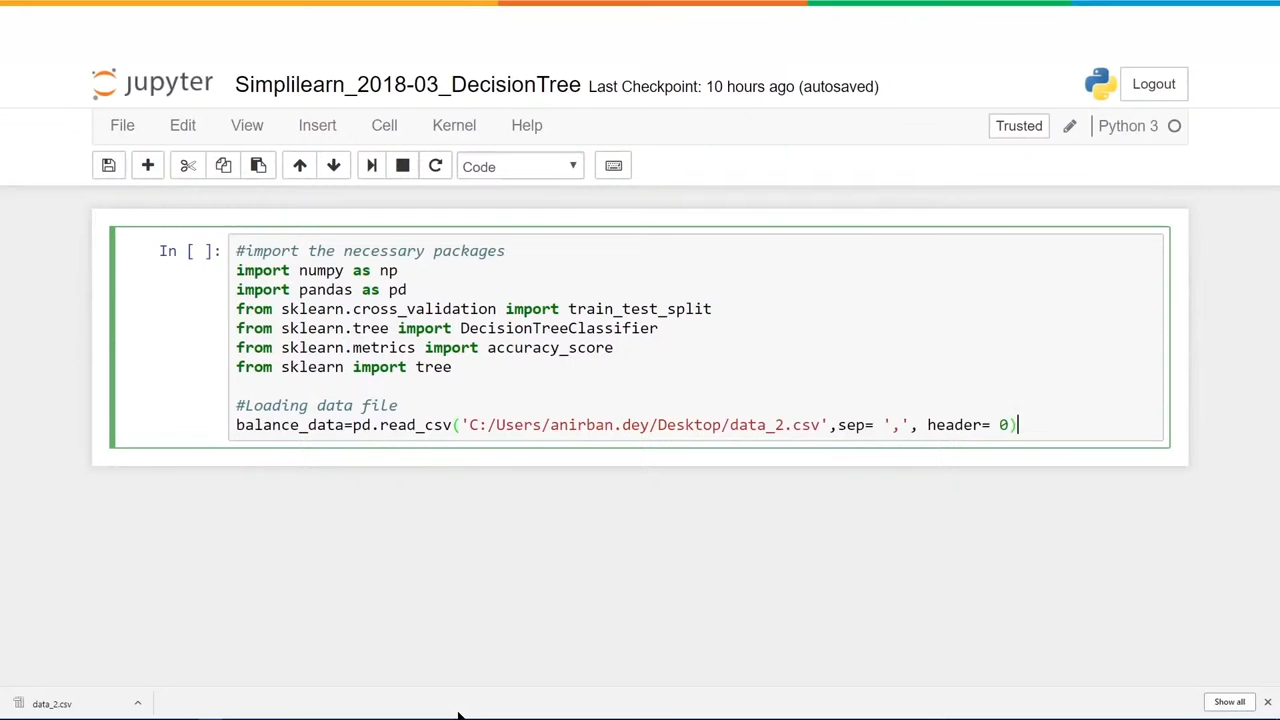 jupyter Simplilearn_2018-03_DecisionTree Last Checkpoint: 10 hours ago (autosaved) Logout
File Edit View Insert Cell Kernel Help Trusted Python 3
Code
In [ ]:
#import the necessary packages
import numpy as np
import pandas as pd
from sklearn.cross_validation import train_test_split
from sklearn.tree import DecisionTreeClassifier
from sklearn.metrics import accuracy_score
from sklearn import tree
#Loading data file
balance_data=pd.read_csv('C:/Users/anirban.dey/Desktop/data_2.csv',sep= ',', header= 0)
data_2.csv Show all